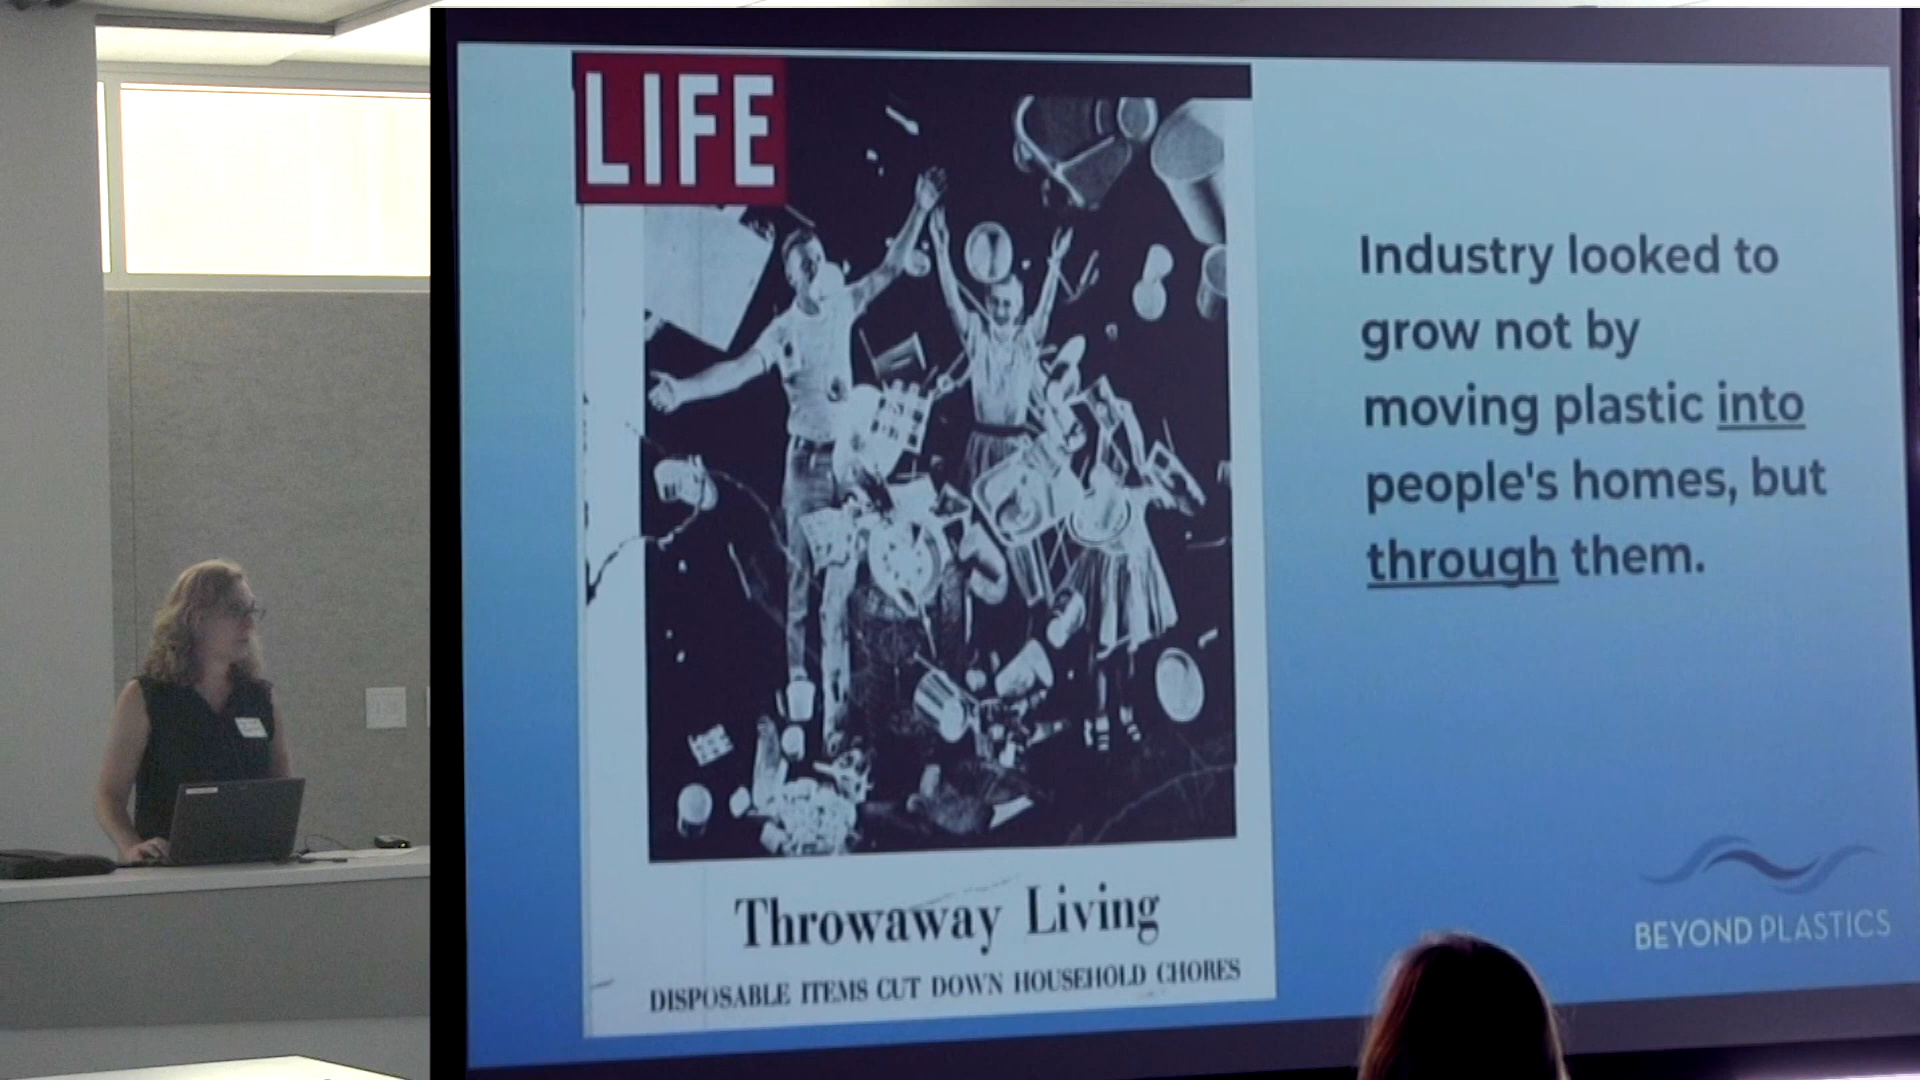 LIFE
Industry looked to
grow not by
moving plastic into
people's homes, but
through them.
Throwaway Living
DISPOSABLE ITEMS CUT DOWN HOUSEHOLD CHORES
BEYOND PLASTICS